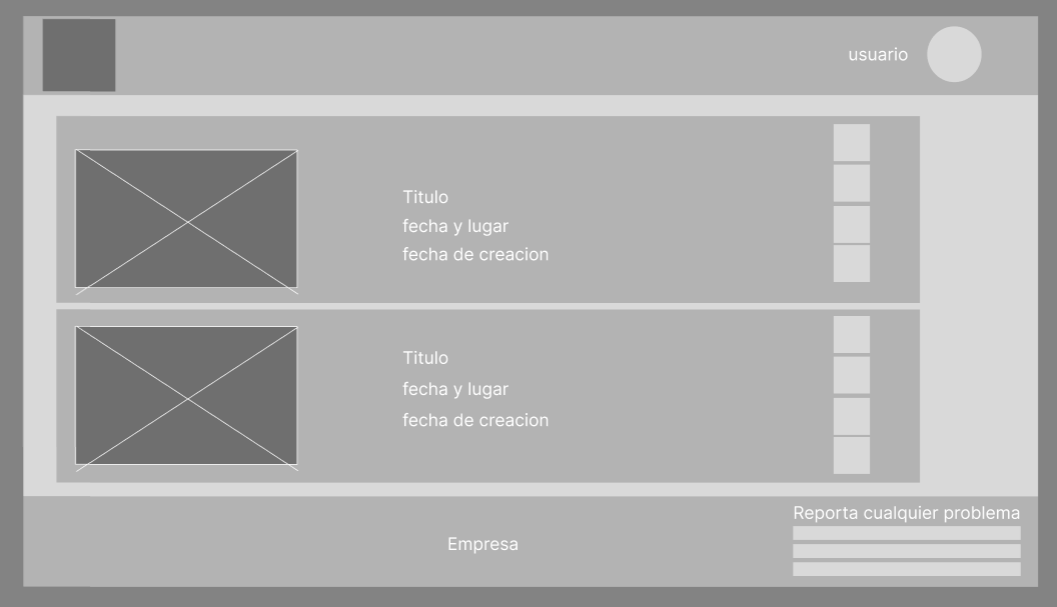 usuario
Titulo
fecha y lugar
fecha de creacion
Titulo
fecha y lugar
fecha de creacion
Reporta cualquier problema
Empresa